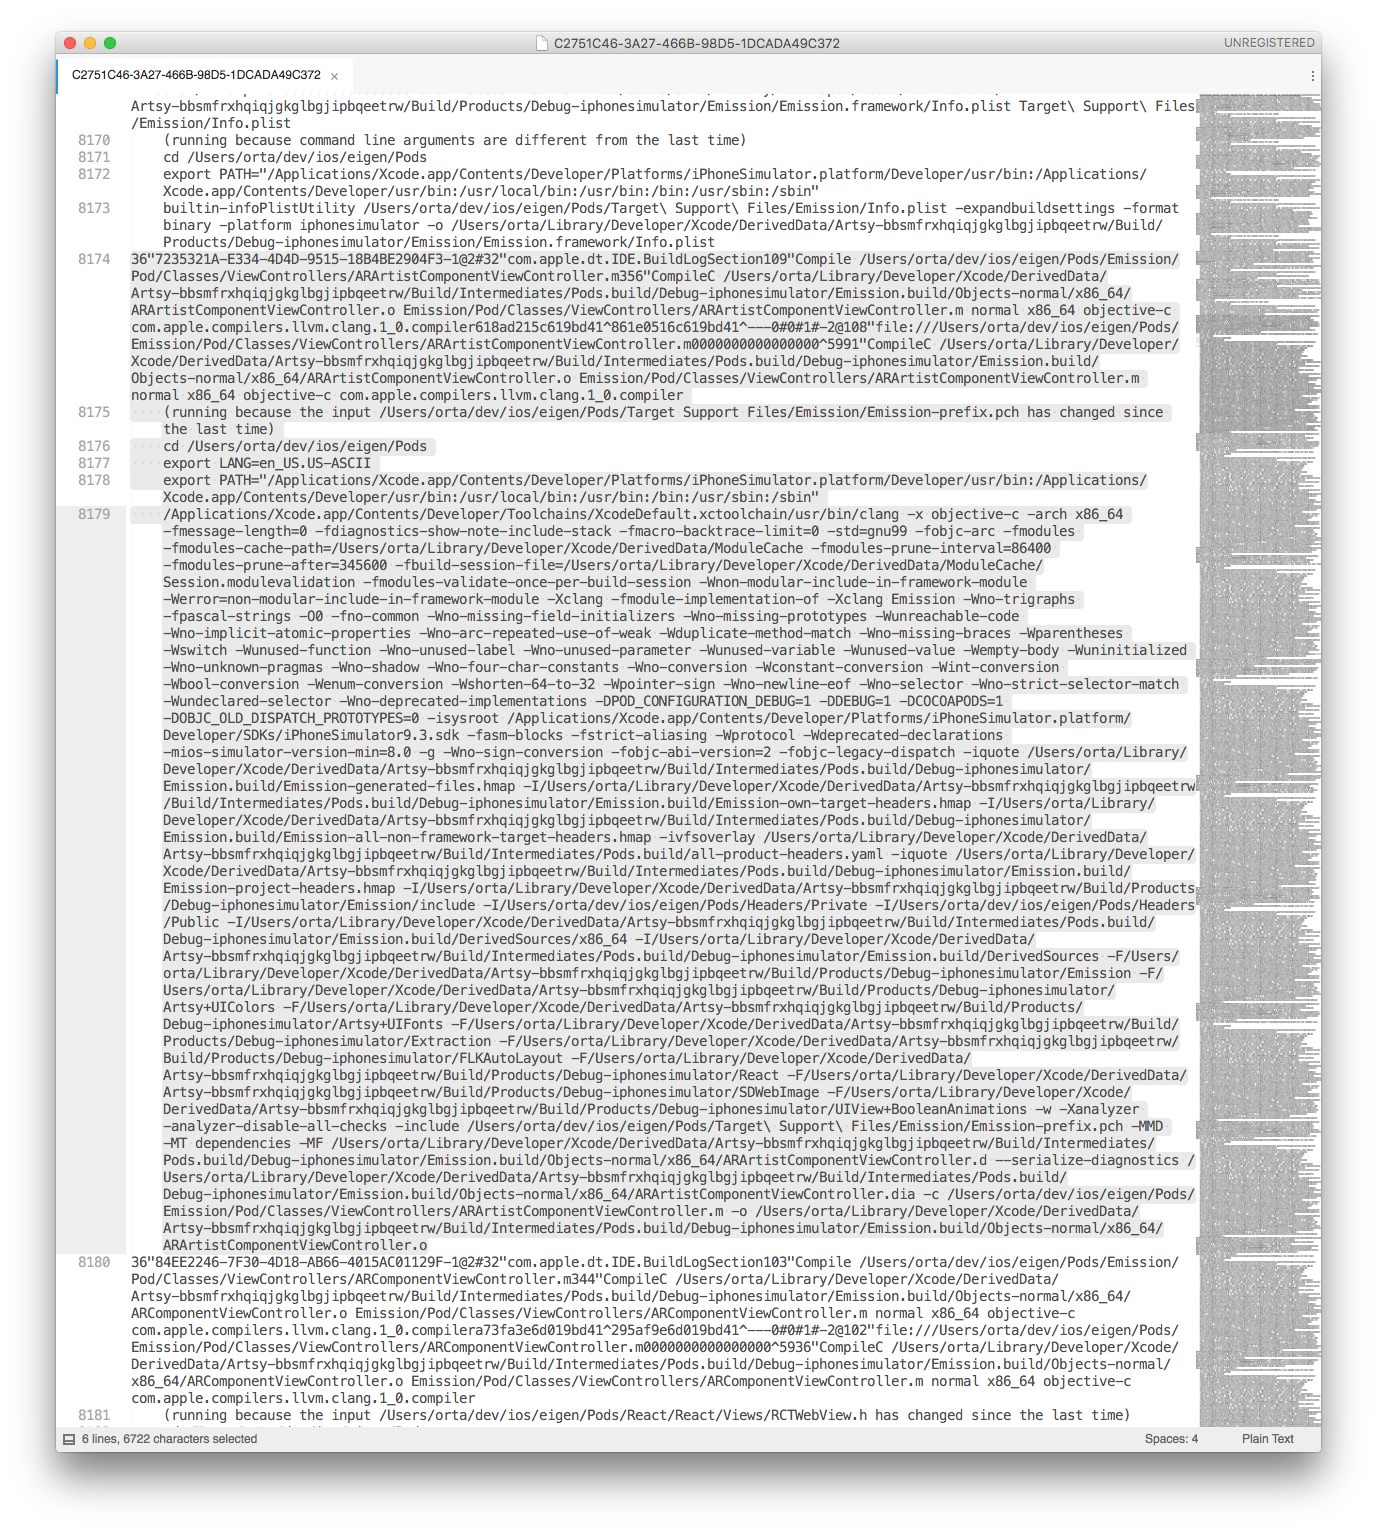 C2751C46-3A27-466B-98D5-1DCADA49C372
UNREGISTERED
C2751C46-3A27-466B-98D5-1DCADA49C372 ×
Artsy-bbsmfrxhqiqjgkglbgjipbqeetrw/Build/Products/Debug-iphonesimulator/Emission/Emission.framework/Info.plist Target\ Support\ Files
/Emission/Info.plist
8170 (running because command line arguments are different from the last time)
8171 cd /Users/orta/dev/ios/eigen/Pods
8172 export PATH="/Applications/Xcode.app/Contents/Developer/Platforms/iPhoneSimulator.platform/Developer/usr/bin:/Applications/
Xcode.app/Contents/Developer/usr/bin:/usr/local/bin:/usr/bin:/bin:/usr/sbin:/sbin"
8173 builtin-infoPlistUtility /Users/orta/dev/ios/eigen/Pods/Target\ Support\ Files/Emission/Info.plist -expandbuildsettings -format
binary -platform iphonesimulator -o /Users/orta/Library/Developer/Xcode/DerivedData/Artsy-bbsmfrxhqiqjgkglbgjipbqeetrw/Build/
Products/Debug-iphonesimulator/Emission/Emission.framework/Info.plist
8174 36"7235321A-E334-4D4D-9515-18B4BE2904F3-1@2#32"com.apple.dt.IDE.BuildLogSection109"Compile /Users/orta/dev/ios/eigen/Pods/Emission/
Pod/Classes/ViewControllers/ARArtistComponentViewController.m356"CompileC /Users/orta/Library/Developer/Xcode/DerivedData/
Artsy-bbsmfrxhqiqjgkglbgjipbqeetrw/Build/Intermediates/Pods.build/Debug-iphonesimulator/Emission.build/Objects-normal/x86_64/
ARArtistComponentViewController.o Emission/Pod/Classes/ViewControllers/ARArtistComponentViewController.m normal x86_64 objective-c
com.apple.compilers.llvm.clang.1_0.compiler618ad215c619bd41^861e0516c619bd41^---0#0#1#-2@108"file:///Users/orta/dev/ios/eigen/Pods/
Emission/Pod/Classes/ViewControllers/ARArtistComponentViewController.m0000000000000000^5991"CompileC /Users/orta/Library/Developer/
Xcode/DerivedData/Artsy-bbsmfrxhqiqjgkglbgjipbqeetrw/Build/Intermediates/Pods.build/Debug-iphonesimulator/Emission.build/
Objects-normal/x86_64/ARArtistComponentViewController.o Emission/Pod/Classes/ViewControllers/ARArtistComponentViewController.m
normal x86_64 objective-c com.apple.compilers.llvm.clang.1_0.compiler
8175 (running because the input /Users/orta/dev/ios/eigen/Pods/Target Support Files/Emission/Emission-prefix.pch has changed since
the last time)
8176 cd /Users/orta/dev/ios/eigen/Pods
8177 export LANG=en_US.US-ASCII
8178 export PATH="/Applications/Xcode.app/Contents/Developer/Platforms/iPhoneSimulator.platform/Developer/usr/bin:/Applications/
Xcode.app/Contents/Developer/usr/bin:/usr/local/bin:/usr/bin:/bin:/usr/sbin:/sbin"
8179 /Applications/Xcode.app/Contents/Developer/Toolchains/XcodeDefault.xctoolchain/usr/bin/clang -x objective-c -arch x86_64
-fmessage-length=0 -fdiagnostics-show-note-include-stack -fmacro-backtrace-limit=0 -std=gnu99 -fobjc-arc -fmodules
-fmodules-cache-path=/Users/orta/Library/Developer/Xcode/DerivedData/ModuleCache -fmodules-prune-interval=86400
-fmodules-prune-after=345600 -fbuild-session-file=/Users/orta/Library/Developer/Xcode/DerivedData/ModuleCache/
Session.modulevalidation -fmodules-validate-once-per-build-session -Wnon-modular-include-in-framework-module
-Werror=non-modular-include-in-framework-module -Xclang -fmodule-implementation-of -Xclang Emission -Wno-trigraphs
-fpascal-strings -O0 -fno-common -Wno-missing-field-initializers -Wno-missing-prototypes -Wunreachable-code
-Wno-implicit-atomic-properties -Wno-arc-repeated-use-of-weak -Wduplicate-method-match -Wno-missing-braces -Wparentheses
-Wswitch -Wunused-function -Wno-unused-label -Wno-unused-parameter -Wunused-variable -Wunused-value -Wempty-body -Wuninitialized
-Wno-unknown-pragmas -Wno-shadow -Wno-four-char-constants -Wno-conversion -Wconstant-conversion -Wint-conversion
-Wbool-conversion -Wenum-conversion -Wshorten-64-to-32 -Wpointer-sign -Wno-newline-eof -Wno-selector -Wno-strict-selector-match
-Wundeclared-selector -Wno-deprecated-implementations -DPOD_CONFIGURATION_DEBUG=1 -DDEBUG=1 -DCOCOAPODS=1
-DOBJC_OLD_DISPATCH_PROTOTYPES=0 -isysroot /Applications/Xcode.app/Contents/Developer/Platforms/iPhoneSimulator.platform/
Developer/SDKs/iPhoneSimulator9.3.sdk -fasm-blocks -fstrict-aliasing -Wprotocol -Wdeprecated-declarations
-mios-simulator-version-min=8.0 -g -Wno-sign-conversion -fobjc-abi-version=2 -fobjc-legacy-dispatch -iquote /Users/orta/Library/
Developer/Xcode/DerivedData/Artsy-bbsmfrxhqiqjgkglbgjipbqeetrw/Build/Intermediates/Pods.build/Debug-iphonesimulator/
Emission.build/Emission-generated-files.hmap -I/Users/orta/Library/Developer/Xcode/DerivedData/Artsy-bbsmfrxhqiqjgkglbgjipbqeetrw
/Build/Intermediates/Pods.build/Debug-iphonesimulator/Emission.build/Emission-own-target-headers.hmap -I/Users/orta/Library/
Developer/Xcode/DerivedData/Artsy-bbsmfrxhqiqjgkglbgjipbqeetrw/Build/Intermediates/Pods.build/Debug-iphonesimulator/
Emission.build/Emission-all-non-framework-target-headers.hmap -ivfsoverlay /Users/orta/Library/Developer/Xcode/DerivedData/
Artsy-bbsmfrxhqiqjgkglbgjipbqeetrw/Build/Intermediates/Pods.build/all-product-headers.yaml -iquote /Users/orta/Library/Developer/
Xcode/DerivedData/Artsy-bbsmfrxhqiqjgkglbgjipbqeetrw/Build/Intermediates/Pods.build/Debug-iphonesimulator/Emission.build/
Emission-project-headers.hmap -I/Users/orta/Library/Developer/Xcode/DerivedData/Artsy-bbsmfrxhqiqjgkglbgjipbqeetrw/Build/Products
/Debug-iphonesimulator/Emission/include -I/Users/orta/dev/ios/eigen/Pods/Headers/Private -I/Users/orta/dev/ios/eigen/Pods/Headers
/Public -I/Users/orta/Library/Developer/Xcode/DerivedData/Artsy-bbsmfrxhqiqjgkglbgjipbqeetrw/Build/Intermediates/Pods.build/
Debug-iphonesimulator/Emission.build/DerivedSources/x86_64 -I/Users/orta/Library/Developer/Xcode/DerivedData/
Artsy-bbsmfrxhqiqjgkglbgjipbqeetrw/Build/Intermediates/Pods.build/Debug-iphonesimulator/Emission.build/DerivedSources -F/Users/
orta/Library/Developer/Xcode/DerivedData/Artsy-bbsmfrxhqiqjgkglbgjipbqeetrw/Build/Products/Debug-iphonesimulator/Emission -F/
Users/orta/Library/Developer/Xcode/DerivedData/Artsy-bbsmfrxhqiqjgkglbgjipbqeetrw/Build/Products/Debug-iphonesimulator/
Artsy+UIColors -F/Users/orta/Library/Developer/Xcode/DerivedData/Artsy-bbsmfrxhqiqjgkglbgjipbqeetrw/Build/Products/
Debug-iphonesimulator/Artsy+UIFonts -F/Users/orta/Library/Developer/Xcode/DerivedData/Artsy-bbsmfrxhqiqjgkglbgjipbqeetrw/Build/
Products/Debug-iphonesimulator/Extraction -F/Users/orta/Library/Developer/Xcode/DerivedData/Artsy-bbsmfrxhqiqjgkglbgjipbqeetrw/
Build/Products/Debug-iphonesimulator/FLKAutoLayout -F/Users/orta/Library/Developer/Xcode/DerivedData/
Artsy-bbsmfrxhqiqjgkglbgjipbqeetrw/Build/Products/Debug-iphonesimulator/React -F/Users/orta/Library/Developer/Xcode/DerivedData/
Artsy-bbsmfrxhqiqjgkglbgjipbqeetrw/Build/Products/Debug-iphonesimulator/SDWebImage -F/Users/orta/Library/Developer/Xcode/
DerivedData/Artsy-bbsmfrxhqiqjgkglbgjipbqeetrw/Build/Products/Debug-iphonesimulator/UIView+BooleanAnimations -w -Xanalyzer
-analyzer-disable-all-checks -include /Users/orta/dev/ios/eigen/Pods/Target\ Support\ Files/Emission/Emission-prefix.pch -MMD
-MT dependencies -MF /Users/orta/Library/Developer/Xcode/DerivedData/Artsy-bbsmfrxhqiqjgkglbgjipbqeetrw/Build/Intermediates/
Pods.build/Debug-iphonesimulator/Emission.build/Objects-normal/x86_64/ARArtistComponentViewController.d --serialize-diagnostics /
Users/orta/Library/Developer/Xcode/DerivedData/Artsy-bbsmfrxhqiqjgkglbgjipbqeetrw/Build/Intermediates/Pods.build/
Debug-iphonesimulator/Emission.build/Objects-normal/x86_64/ARArtistComponentViewController.dia -c /Users/orta/dev/ios/eigen/Pods/
Emission/Pod/Classes/ViewControllers/ARArtistComponentViewController.m -o /Users/orta/Library/Developer/Xcode/DerivedData/
Artsy-bbsmfrxhqiqjgkglbgjipbqeetrw/Build/Intermediates/Pods.build/Debug-iphonesimulator/Emission.build/Objects-normal/x86_64/
ARArtistComponentViewController.o
8180 36"84EE2246-7F30-4D18-AB66-4015AC01129F-1@2#32"com.apple.dt.IDE.BuildLogSection103"Compile /Users/orta/dev/ios/eigen/Pods/Emission/
Pod/Classes/ViewControllers/ARComponentViewController.m344"CompileC /Users/orta/Library/Developer/Xcode/DerivedData/
Artsy-bbsmfrxhqiqjgkglbgjipbqeetrw/Build/Intermediates/Pods.build/Debug-iphonesimulator/Emission.build/Objects-normal/x86_64/
ARComponentViewController.o Emission/Pod/Classes/ViewControllers/ARComponentViewController.m normal x86_64 objective-c
com.apple.compilers.llvm.clang.1_0.compilera73fa3e6d019bd41^295af9e6d019bd41^---0#0#1#-2@102"file:///Users/orta/dev/ios/eigen/Pods/
Emission/Pod/Classes/ViewControllers/ARComponentViewController.m0000000000000000^5936"CompileC /Users/orta/Library/Developer/Xcode/
DerivedData/Artsy-bbsmfrxhqiqjgkglbgjipbqeetrw/Build/Intermediates/Pods.build/Debug-iphonesimulator/Emission.build/Objects-normal/
x86_64/ARComponentViewController.o Emission/Pod/Classes/ViewControllers/ARComponentViewController.m normal x86_64 objective-c
com.apple.compilers.llvm.clang.1_0.compiler
8181 (running because the input /Users/orta/dev/ios/eigen/Pods/React/React/Views/RCTWebView.h has changed since the last time)
6 lines, 6722 characters selected
Spaces: 4
Plain Text